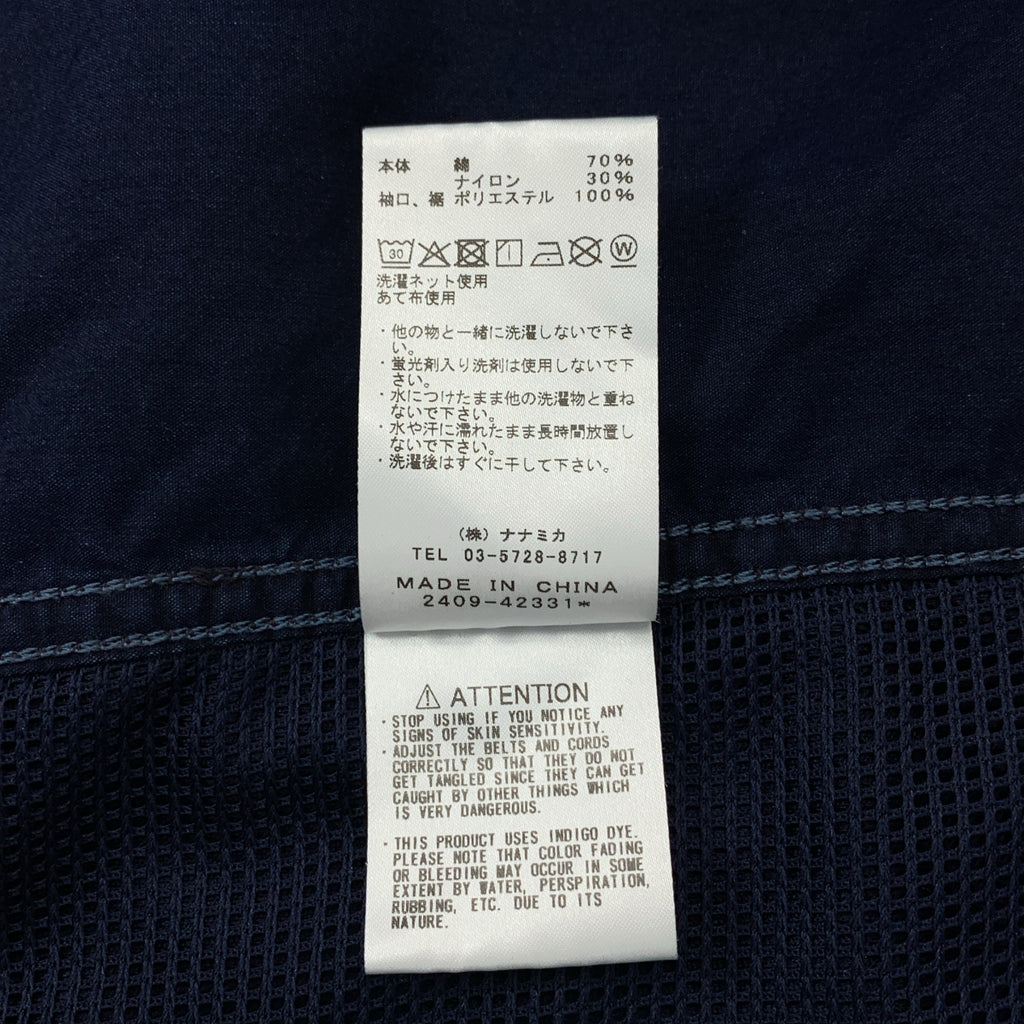 本体 綿 70%
ナイロン 30%
袖口、裾 ポリエステル 100%
30 W
洗濯ネット使用
あて布使用
・他の物と一緒に洗濯しないで下さ
い。
・蛍光剤入り洗剤は使用しないで下
さい。
・水につけたまま他の洗濯物と重ね
ないで下さい。
・水や汗に濡れたまま長時間放置し
ないで下さい。
・洗濯後はすぐに干して下さい。
(株) ナナミカ
TEL 03-5728-8717
MADE IN CHINA
2409-42331*
⚠ ATTENTION
・STOP USING IF YOU NOTICE ANY
SIGNS OF SKIN SENSITIVITY.
・ADJUST THE BELTS AND CORDS
CORRECTLY SO THAT THEY DO NOT
GET TANGLED SINCE THEY CAN GET
CAUGHT BY OTHER THINGS WHICH
IS VERY DANGEROUS.
・THIS PRODUCT USES INDIGO DYE.
PLEASE NOTE THAT COLOR FADING
OR BLEEDING MAY OCCUR IN SOME
EXTENT BY WATER, PERSPIRATION,
RUBBING, ETC. DUE TO ITS
NATURE.